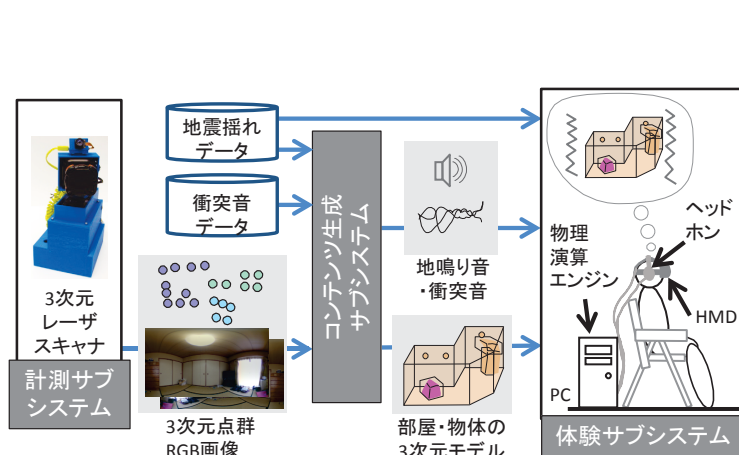 地震揺れ
データ
衝突音
データ
3次元
レーザ
スキャナ
計測サブ
システム
3次元点群
RGB画像
コンテンツ生成
サブシステム
地鳴り音
・衝突音
部屋・物体の
3次元モデル
物理
演算
エンジン
ヘッド
ホン
HMD
PC
体験サブシステム